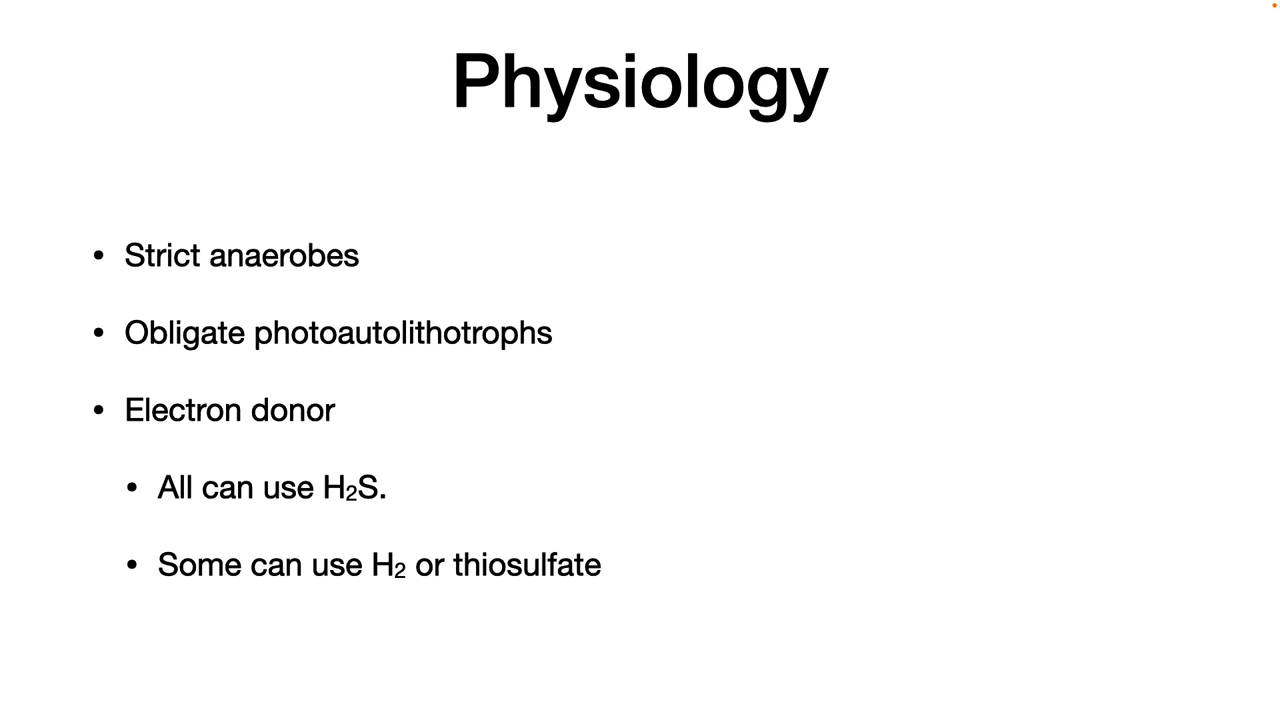 Physiology
• Strict anaerobes
• Obligate photoautolithotrophs
• Electron donor
• All can use H₂S.
• Some can use H₂ or thiosulfate